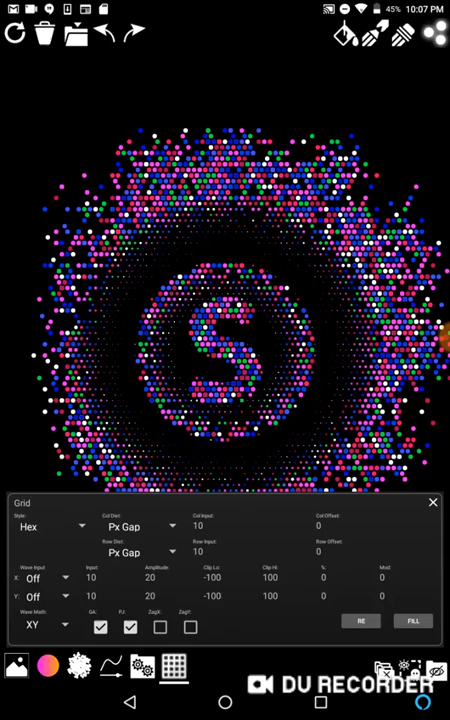 45% 10:07 PM
S
Grid
Style: Col Dist: Col Input: Col Offset:
Hex Px Gap 10 0
Row Dist: Row Input: Row Offset:
Px Gap 10 0
Wave Input Input: Amplitude: Clip Lo: Clip Hi: %: Mod:
X: Off 10 20 -100 100 0 0
Y: Off 10 20 -100 100 0 0
Wave Math: GA: PJ: ZagX: ZagY:
XY RE FILL
DU RECORDER